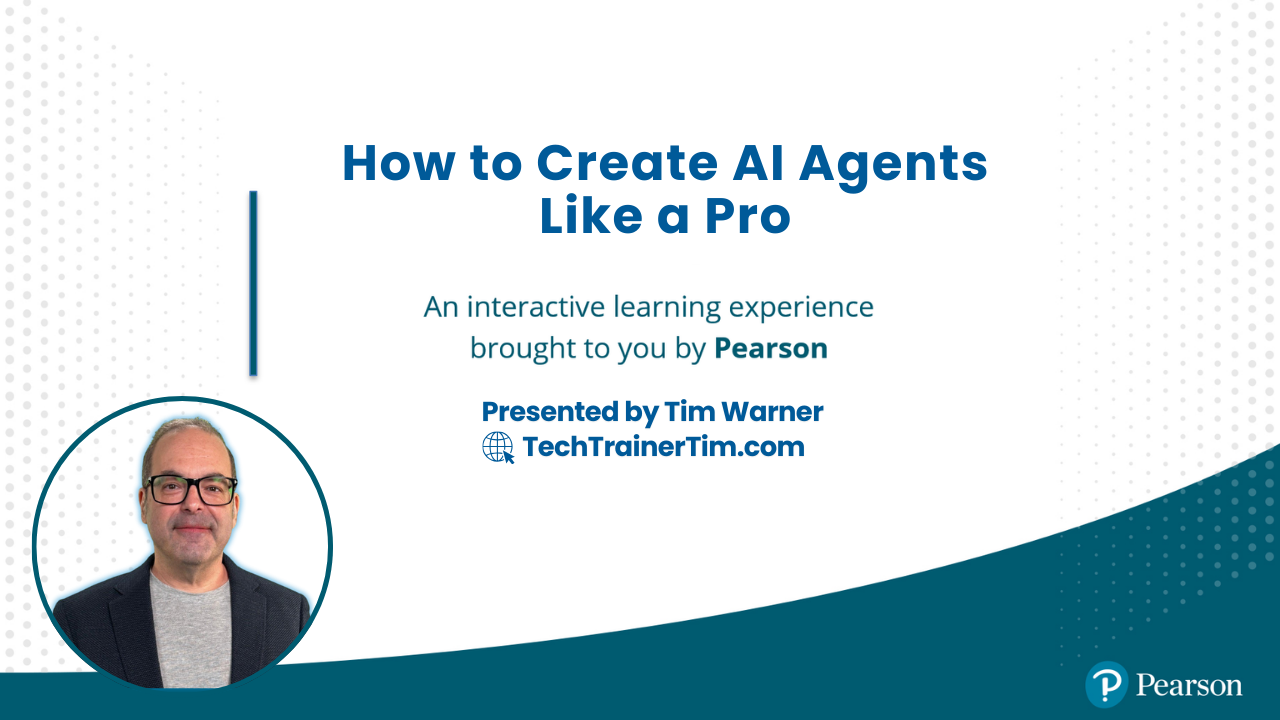 How to Create AI Agents
Like a Pro
An interactive learning experience
brought to you by Pearson
Presented by Tim Warner
TechTrainerTim.com
Pearson